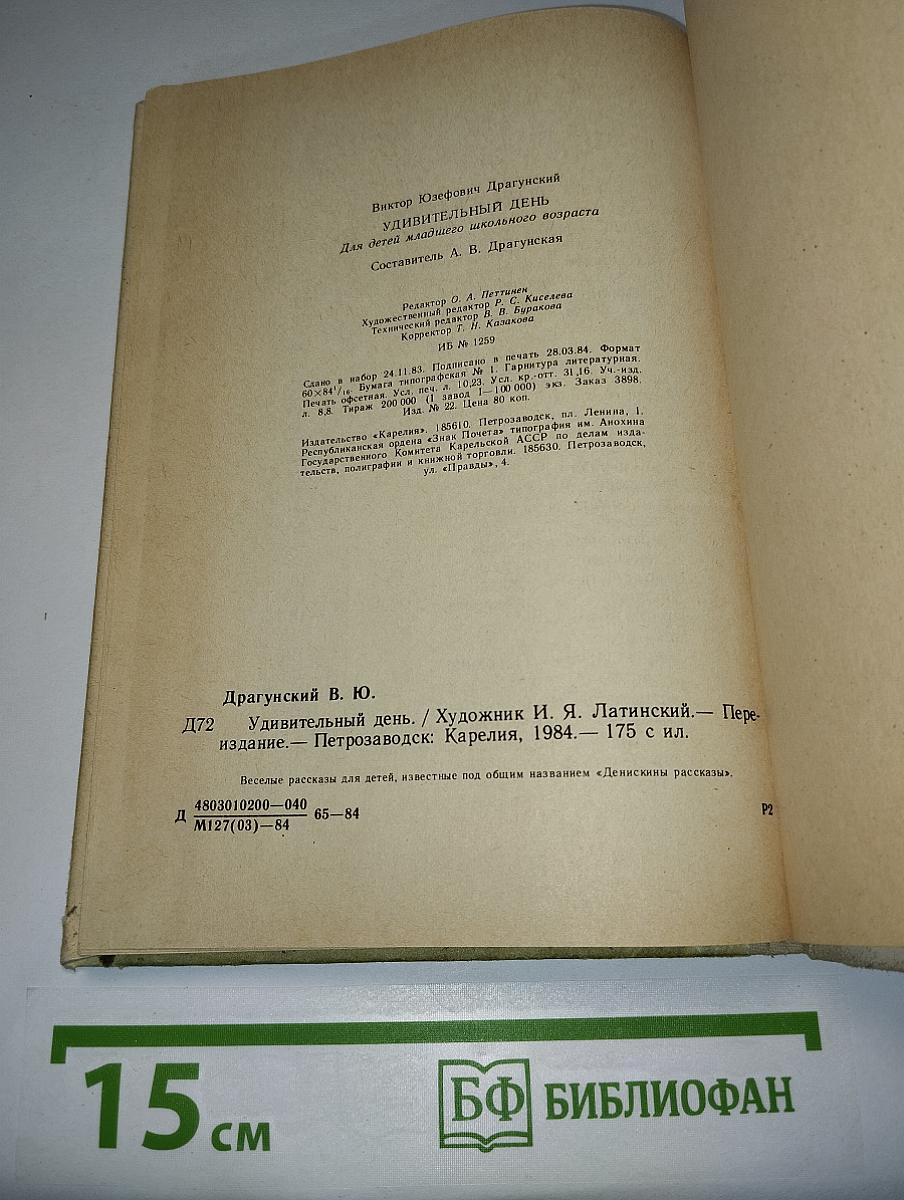 Виктор Юзефович Драгунский
УДИВИТЕЛЬНЫЙ ДЕНЬ
Для детей младшего школьного возраста
Составитель А. В. Драгунская
Редактор О. А. Петтинен
Художественный редактор Р. С. Киселева
Технический редактор В. В. Буракова
Корректор Т. Н. Казакова
ИБ № 1259
Сдано в набор 24.11.83. Подписано в печать 28.03.84. Формат
60×84¹/₁₆. Бумага типографская № 1. Гарнитура литературная.
Печать офсетная. Усл. печ. л. 10,23. Усл. кр.-отт. 31,16. Уч.-изд.
л. 8,8. Тираж 200 000 (1 завод 1—100 000) экз. Заказ 3898.
Изд. № 22. Цена 80 коп.
Издательство «Карелия». 185610. Петрозаводск, пл. Ленина, 1.
Республиканская ордена «Знак Почета» типография им. Анохина
Государственного Комитета Карельской АССР по делам изда-
тельств, полиграфии и книжной торговли. 185630. Петрозаводск,
ул. «Правды», 4.
Драгунский В. Ю.
Д72 Удивительный день. / Художник И. Я. Латинский.— Пере-
издание.— Петрозаводск: Карелия, 1984.— 175 с ил.
Веселые рассказы для детей, известные под общим названием «Денискины рассказы».
4803010200—040
Д 65—84
М127(03)—84
Р2
15 см
БФ БИБЛИОФАН